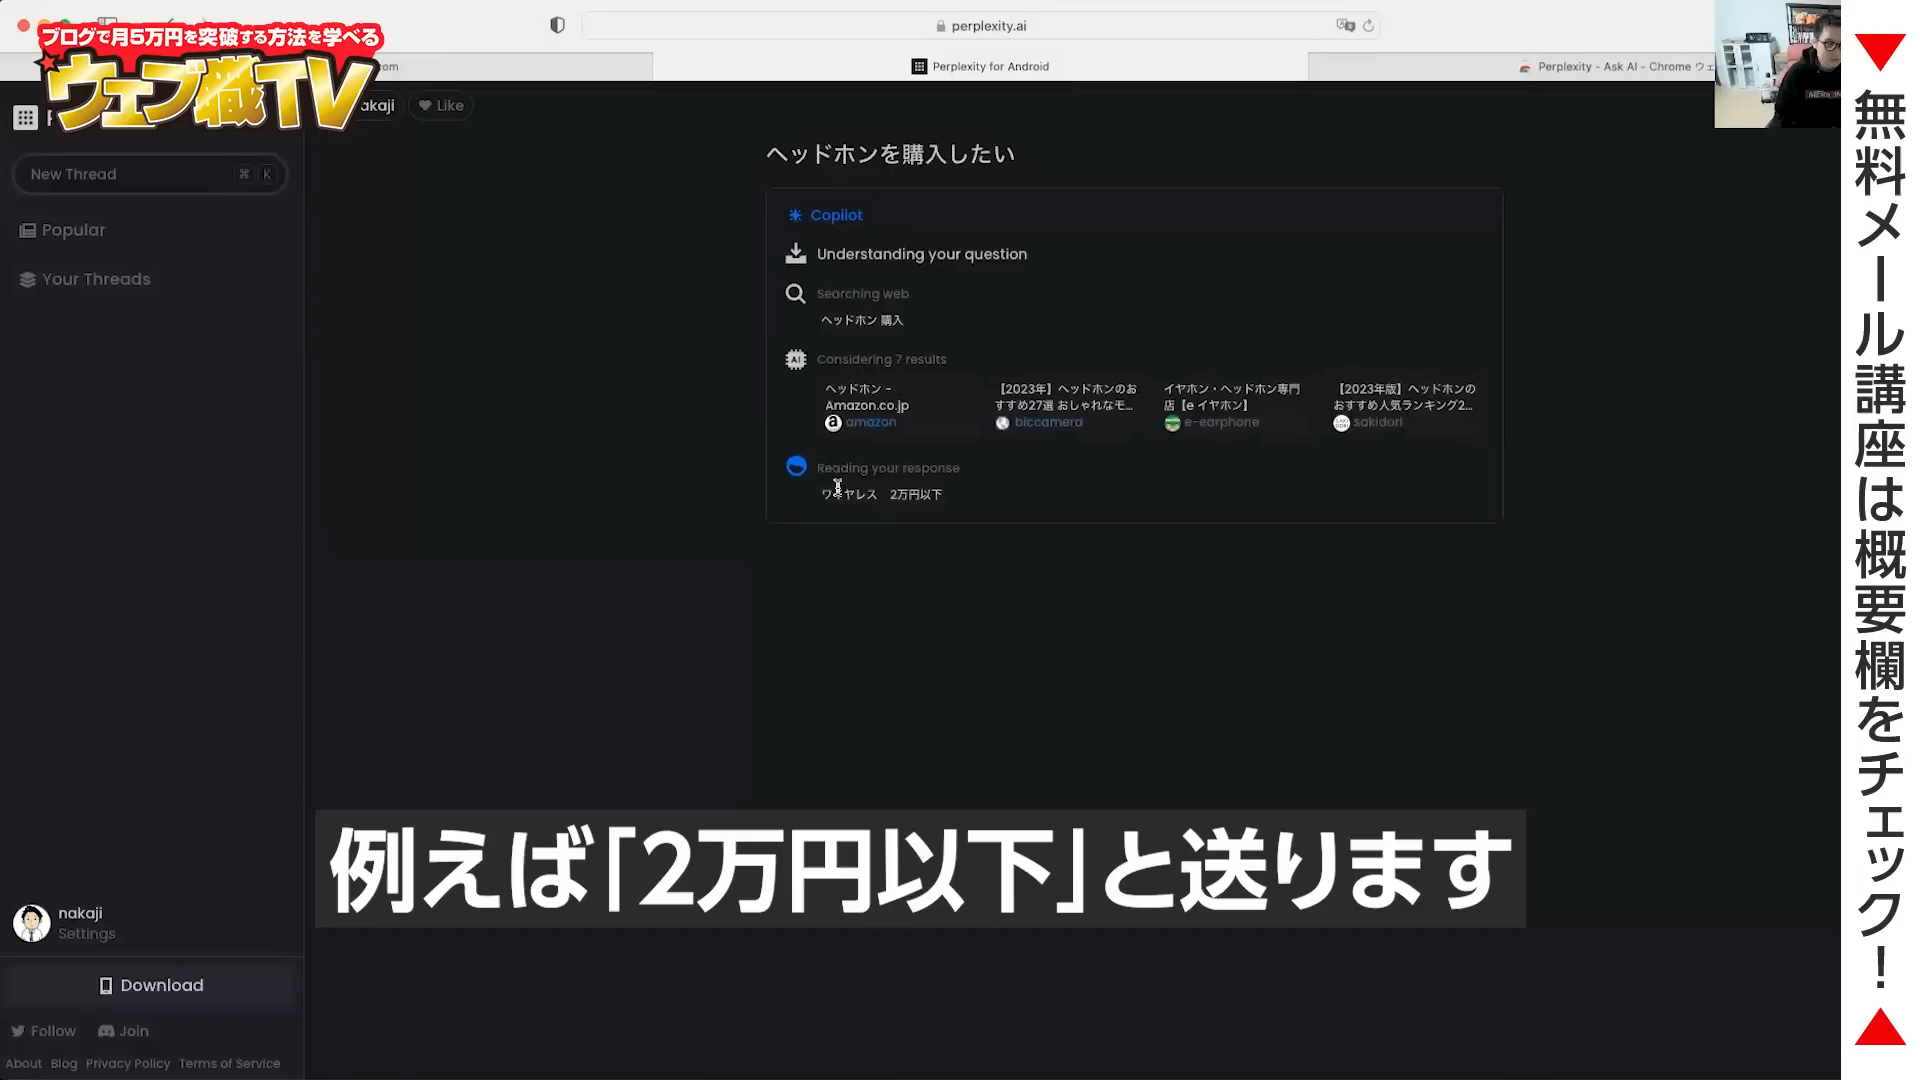 ブログで月5万円を突破する方法を学べる
ウェブ職TV
perplexity.ai
com
Perplexity for Android
Perplexity - Ask AI - Chrome ウェ
akaji
Like
New Thread
⌘ K
Popular
Your Threads
ヘッドホンを購入したい
Copilot
Understanding your question
Searching web
ヘッドホン 購入
Considering 7 results
ヘッドホン -
Amazon.co.jp
amazon
【2023年】ヘッドホンのお
すすめ27選 おしゃれなモ...
biccamera
イヤホン・ヘッドホン専門
店【e イヤホン】
e-earphone
【2023年版】ヘッドホンの
おすすめ人気ランキング2...
sakidori
Reading your response
ワイヤレス 2万円以下
例えば「2万円以下」と送ります
nakaji
Settings
Download
Follow
Join
About Blog Privacy Policy Terms of Service
無料メール講座は概要欄をチェック！